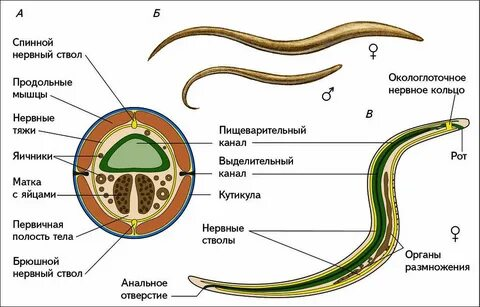 А
Б
Спинной
нервный ствол
Продольные
мышцы
Нервные
тяжи
Яичники
Матка
с яйцами
Первичная
полость тела
Брюшной
нервный ствол
Пищеварительный
канал
Выделительный
канал
Кутикула
♀
♂
В
Окологлоточное
нервное кольцо
Рот
Нервные
стволы
Органы
размножения
♀
Анальное
отверстие